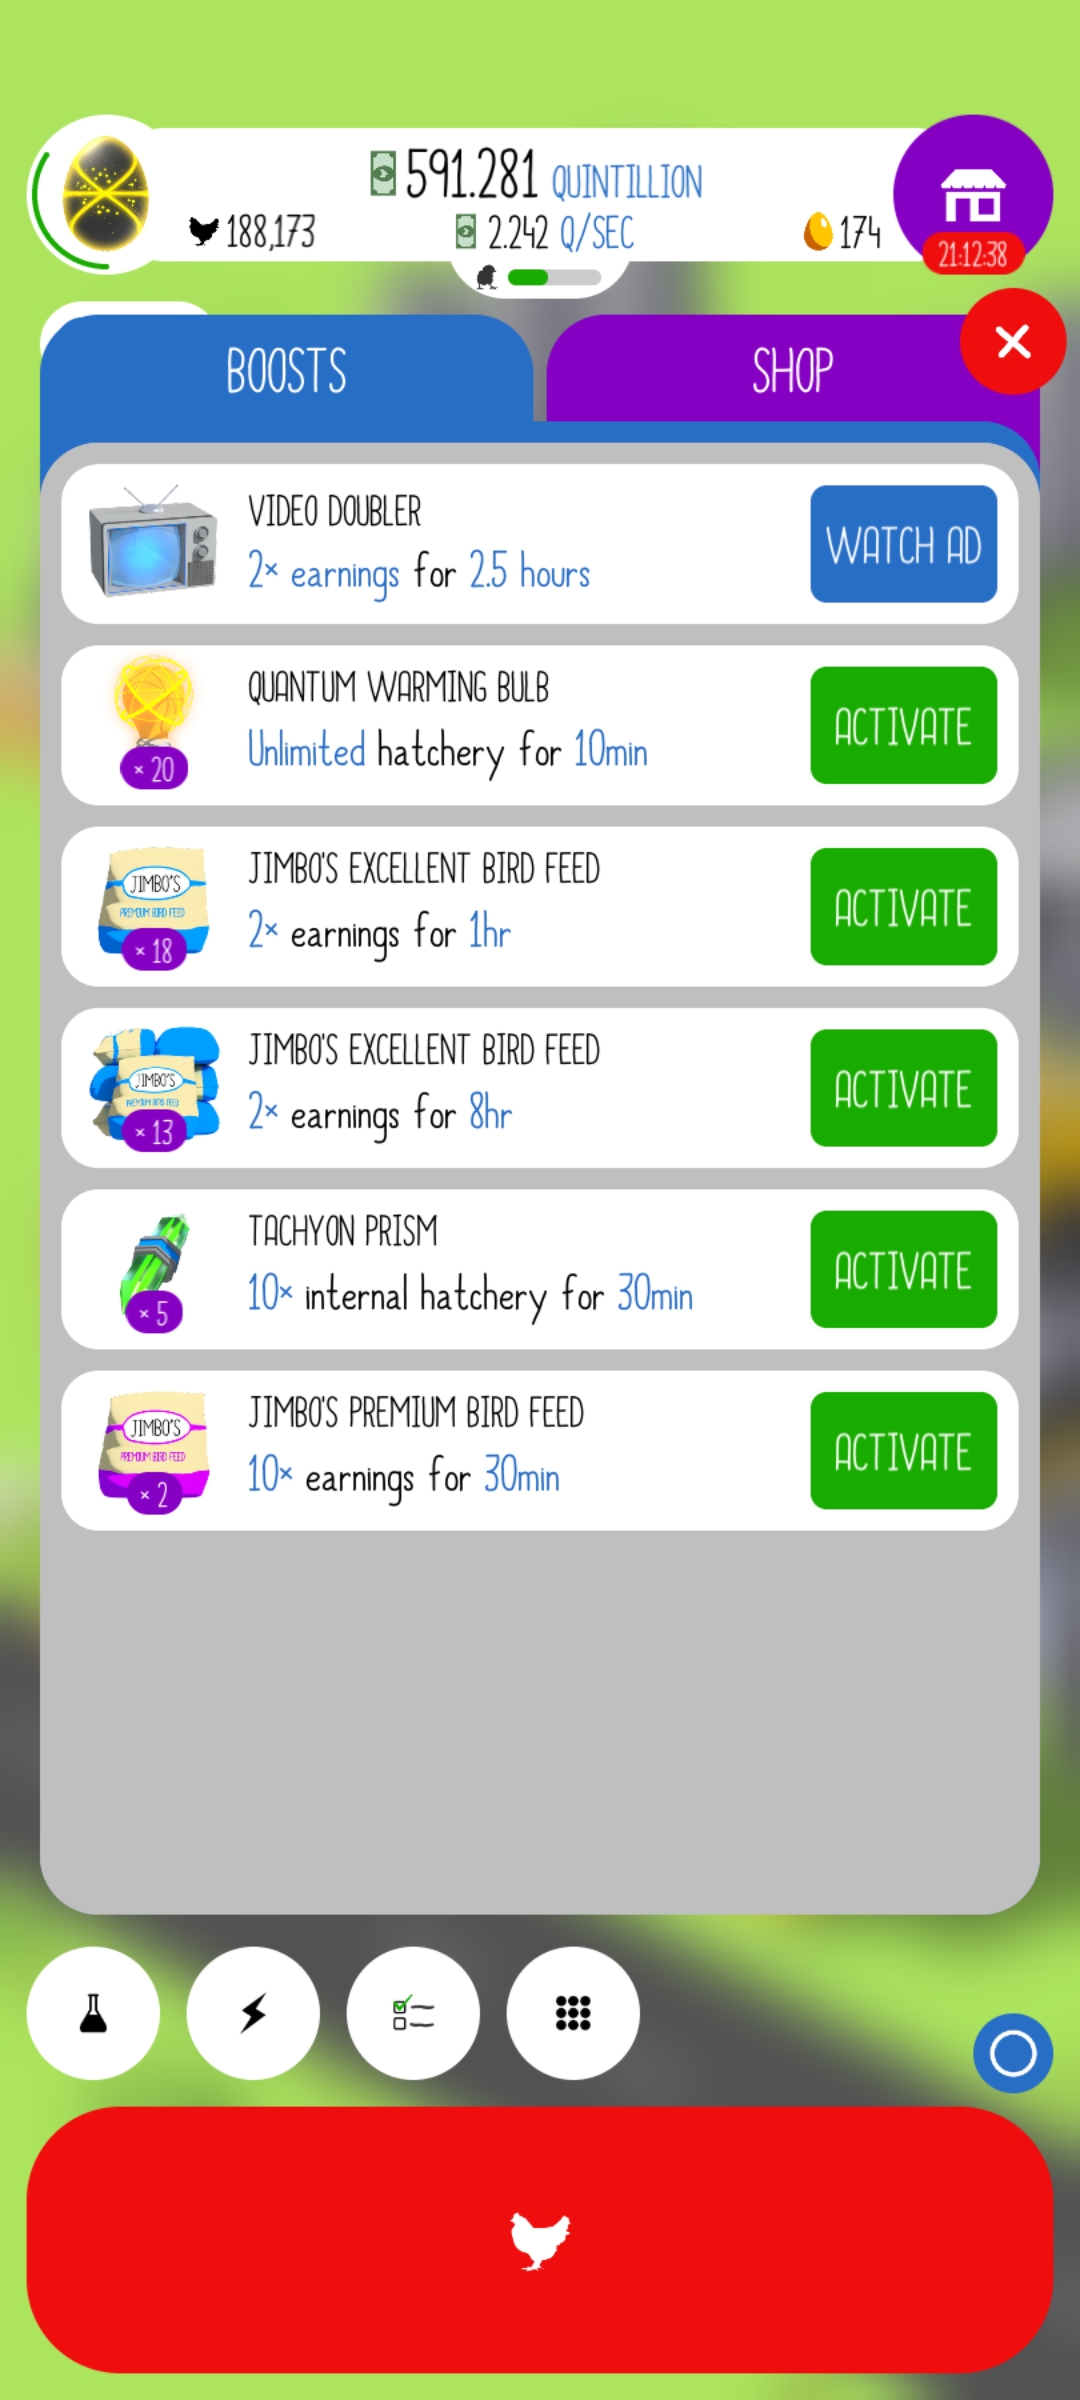 591.281 QUINTILLION
188,173
2.242 Q/SEC
174
21:12:38
BOOSTS
SHOP
VIDEO DOUBLER
2× earnings for 2.5 hours
WATCH AD
QUANTUM WARMING BULB
Unlimited hatchery for 10min
× 20
ACTIVATE
JIMBO'S EXCELLENT BIRD FEED
2× earnings for 1hr
JIMBO'S
PREMIUM BIRD FEED
× 18
ACTIVATE
JIMBO'S EXCELLENT BIRD FEED
2× earnings for 8hr
JIMBO'S
PREMIUM BIRD FEED
× 13
ACTIVATE
TACHYON PRISM
10× internal hatchery for 30min
× 5
ACTIVATE
JIMBO'S PREMIUM BIRD FEED
10× earnings for 30min
JIMBO'S
PREMIUM BIRD FEED
× 2
ACTIVATE